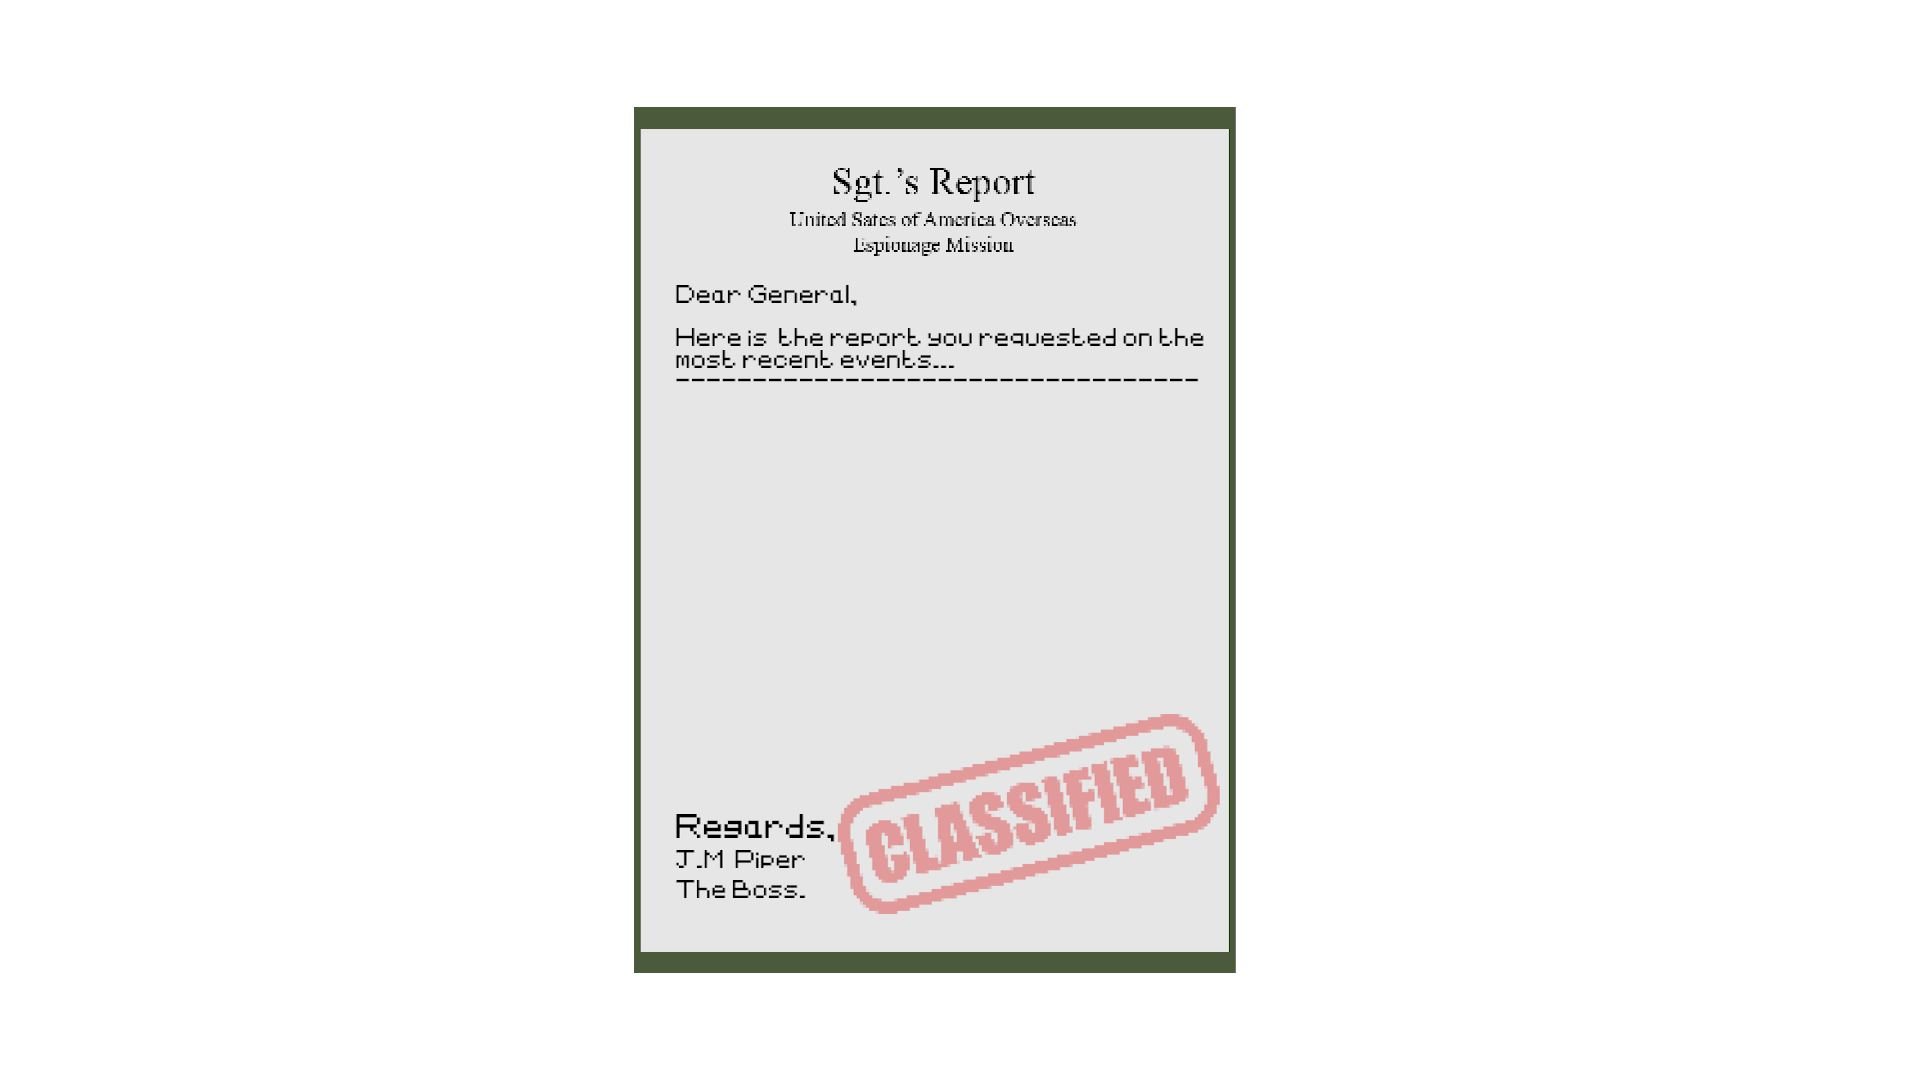 Sgt.’s Report
United Sates of America Overseas
Espionage Mission
Dear General,
Here is the report you requested on the
most recent events...
----------------------------------
CLASSIFIED
Regards,
J.M Piper
The Boss.